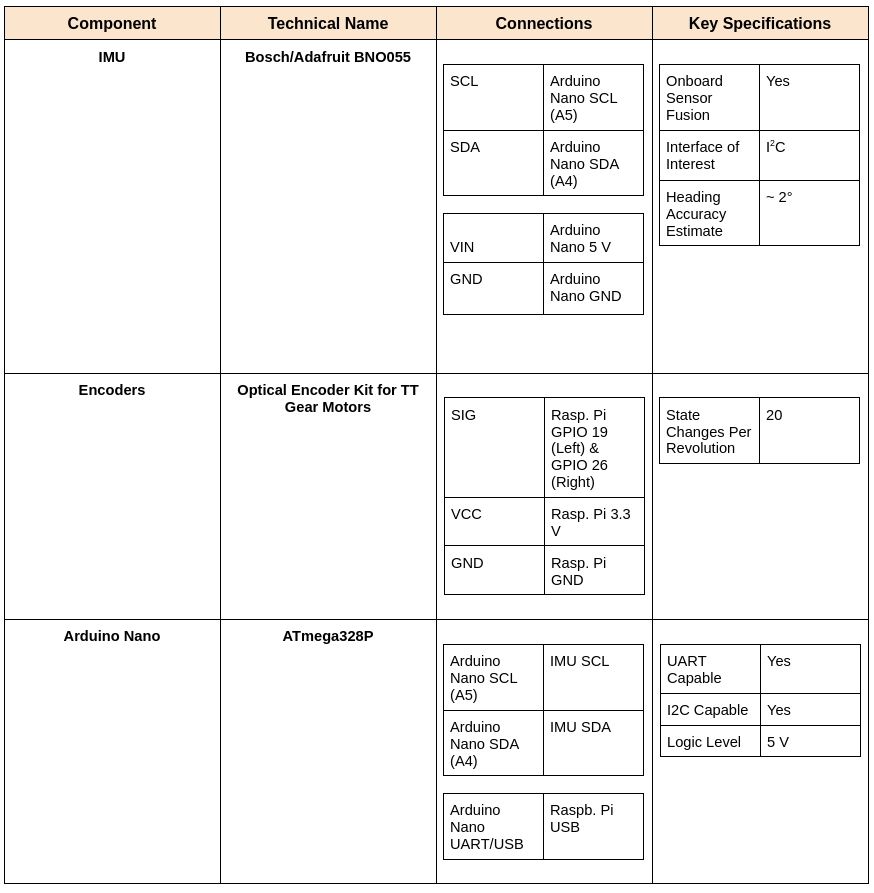 Component
Technical Name
Connections
Key Specifications
IMU
Bosch/Adafruit BNO055
SCL
Arduino
Nano SCL
(A5)
SDA
Arduino
Nano SDA
(A4)
VIN
Arduino
Nano 5 V
GND
Arduino
Nano GND
Onboard
Sensor
Fusion
Yes
Interface of
Interest
I²C
Heading
Accuracy
Estimate
~ 2°
Encoders
Optical Encoder Kit for TT
Gear Motors
SIG
Rasp. Pi
GPIO 19
(Left) &
GPIO 26
(Right)
VCC
Rasp. Pi 3.3
V
GND
Rasp. Pi
GND
State
Changes Per
Revolution
20
Arduino Nano
ATmega328P
Arduino
Nano SCL
(A5)
IMU SCL
Arduino
Nano SDA
(A4)
IMU SDA
Arduino
Nano
UART/USB
Raspb. Pi
USB
UART
Capable
Yes
I2C Capable
Yes
Logic Level
5 V